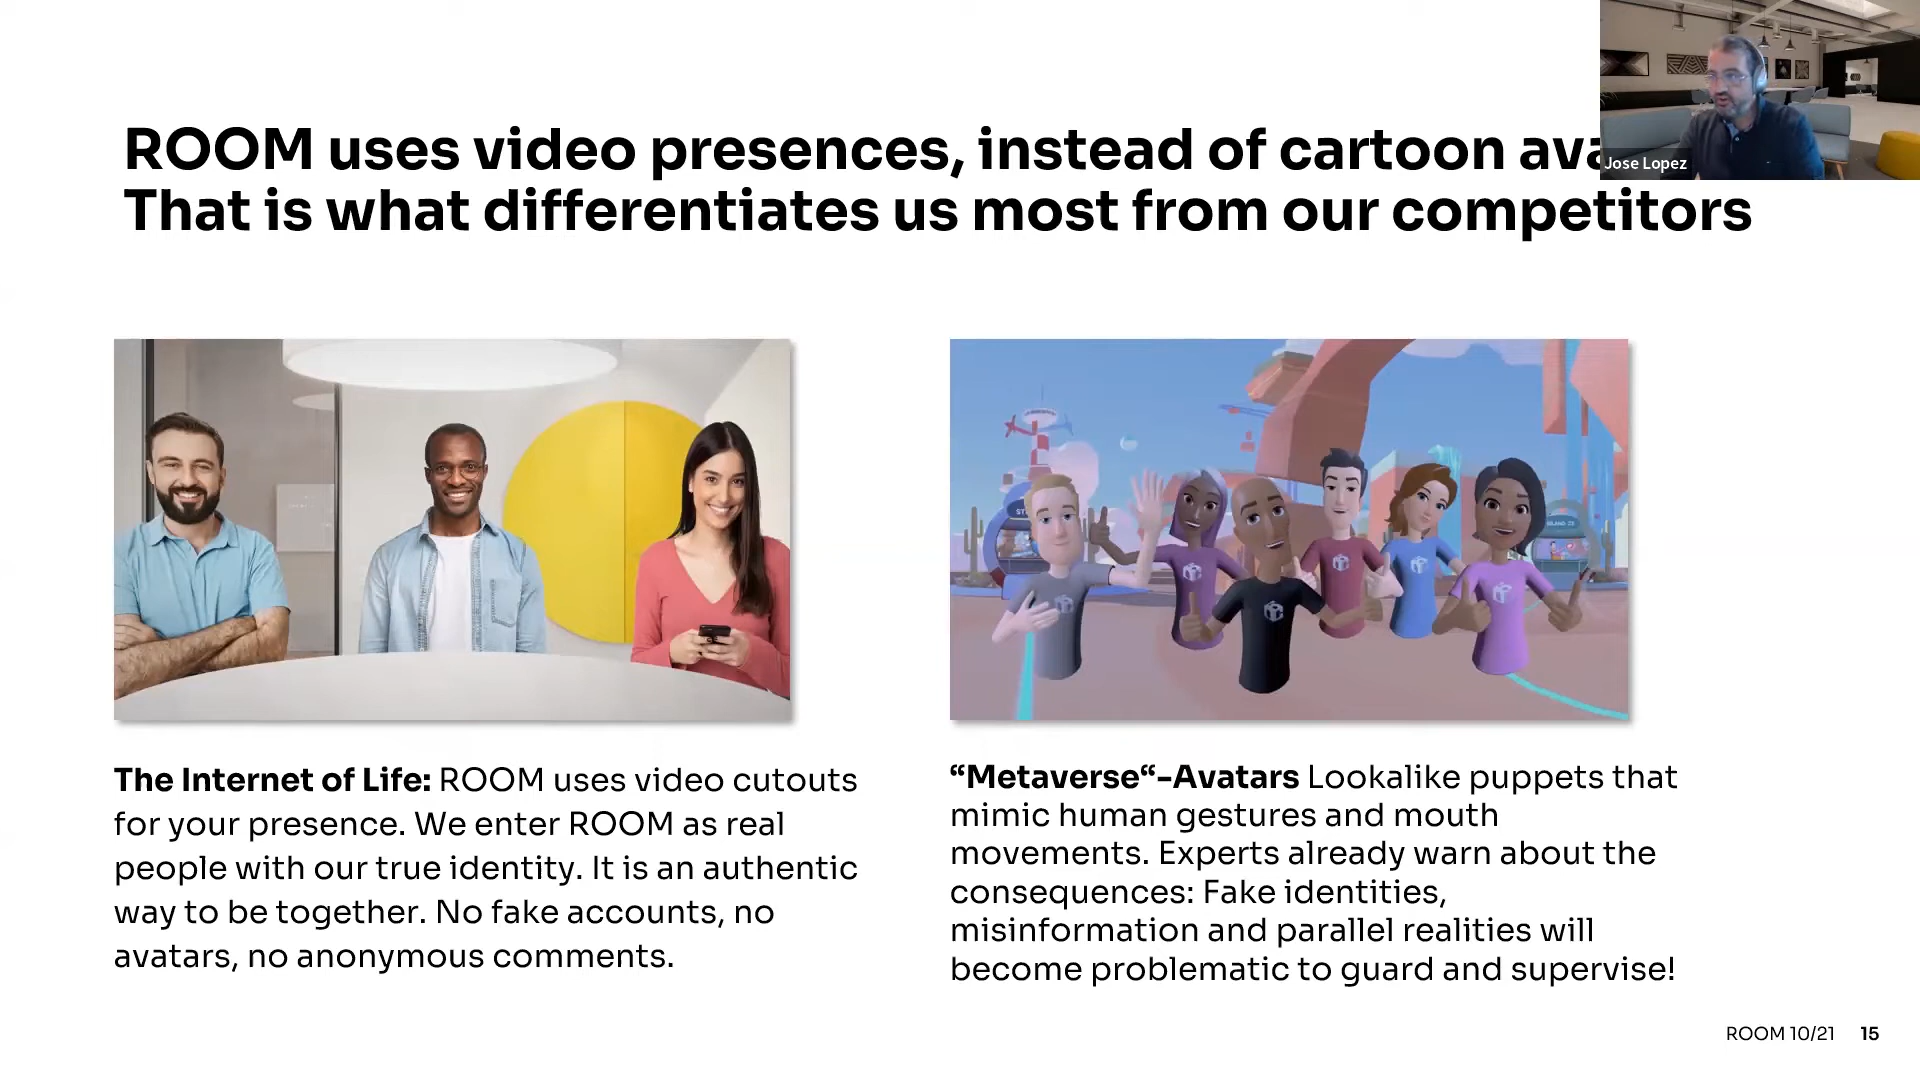 ROOM uses video presences, instead of cartoon
That is what differentiates us most from our competitors
Jose Lopez
The Internet of Life: ROOM uses video cutouts
for your presence. We enter ROOM as real
people with our true identity. It is an authentic
way to be together. No fake accounts, no
avatars, no anonymous comments.
“Metaverse“-Avatars Lookalike puppets that
mimic human gestures and mouth
movements. Experts already warn about the
consequences: Fake identities,
misinformation and parallel realities will
become problematic to guard and supervise!
ROOM 10/21 15